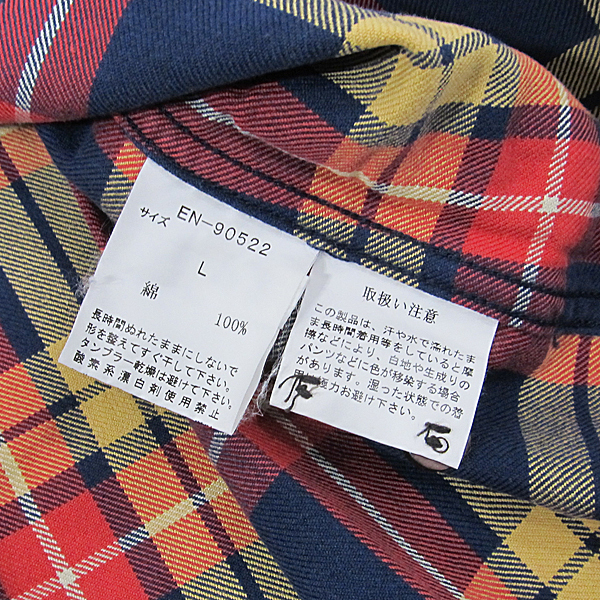 EN-90522
サイズ
L
綿 100%
長時間ぬれたままにしないで
形を整えてすぐ干して下さい。
タンブラー乾燥は避けて下さい。
酸素系漂白剤使用禁止
取扱い注意
この製品は、汗や水で濡れたま
ま長時間着用等をしていると摩
擦などにより、白地や生成りの
パンツなどに色が移染する場合
があります。湿った状態での着
用は極力お避け下さい。
石